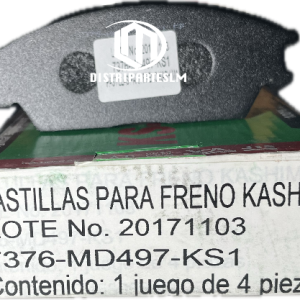 DISTRIPARTESLM
ASTILLAS PARA FRENO KASH
OTE No. 20171103
7376-MD497-KS1
Contenido: 1 juego de 4 piez